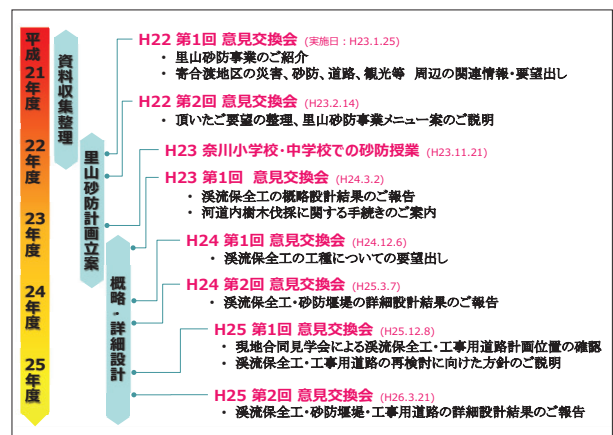 平成
21
年度
22
年度
23
年度
24
年度
25
年度
資料収集整理
里山砂防計画立案
概略・詳細設計
H22 第1回 意見交換会 (実施日：H23.1.25)
・ 里山砂防事業のご紹介
・ 寄合渡地区の災害、砂防、道路、観光等 周辺の関連情報・要望出し
H22 第2回 意見交換会 (H23.2.14)
・ 頂いたご要望の整理、里山砂防事業メニュー案のご説明
H23 奈川小学校・中学校での砂防授業 (H23.11.21)
H23 第1回 意見交換会 (H24.3.2)
・ 渓流保全工の概略設計結果のご報告
・ 河道内樹木伐採に関する手続きのご案内
H24 第1回 意見交換会 (H24.12.6)
・ 渓流保全工の工種についての要望出し
H24 第2回 意見交換会 (H25.3.7)
・ 渓流保全工・砂防堰堤の詳細設計結果のご報告
H25 第1回 意見交換会 (H25.12.8)
・ 現地合同見学会による渓流保全工・工事用道路計画位置の確認
・ 渓流保全工・工事用道路の再検討に向けた方針のご説明
H25 第2回 意見交換会 (H26.3.21)
・ 渓流保全工・砂防堰堤・工事用道路の詳細設計結果のご報告